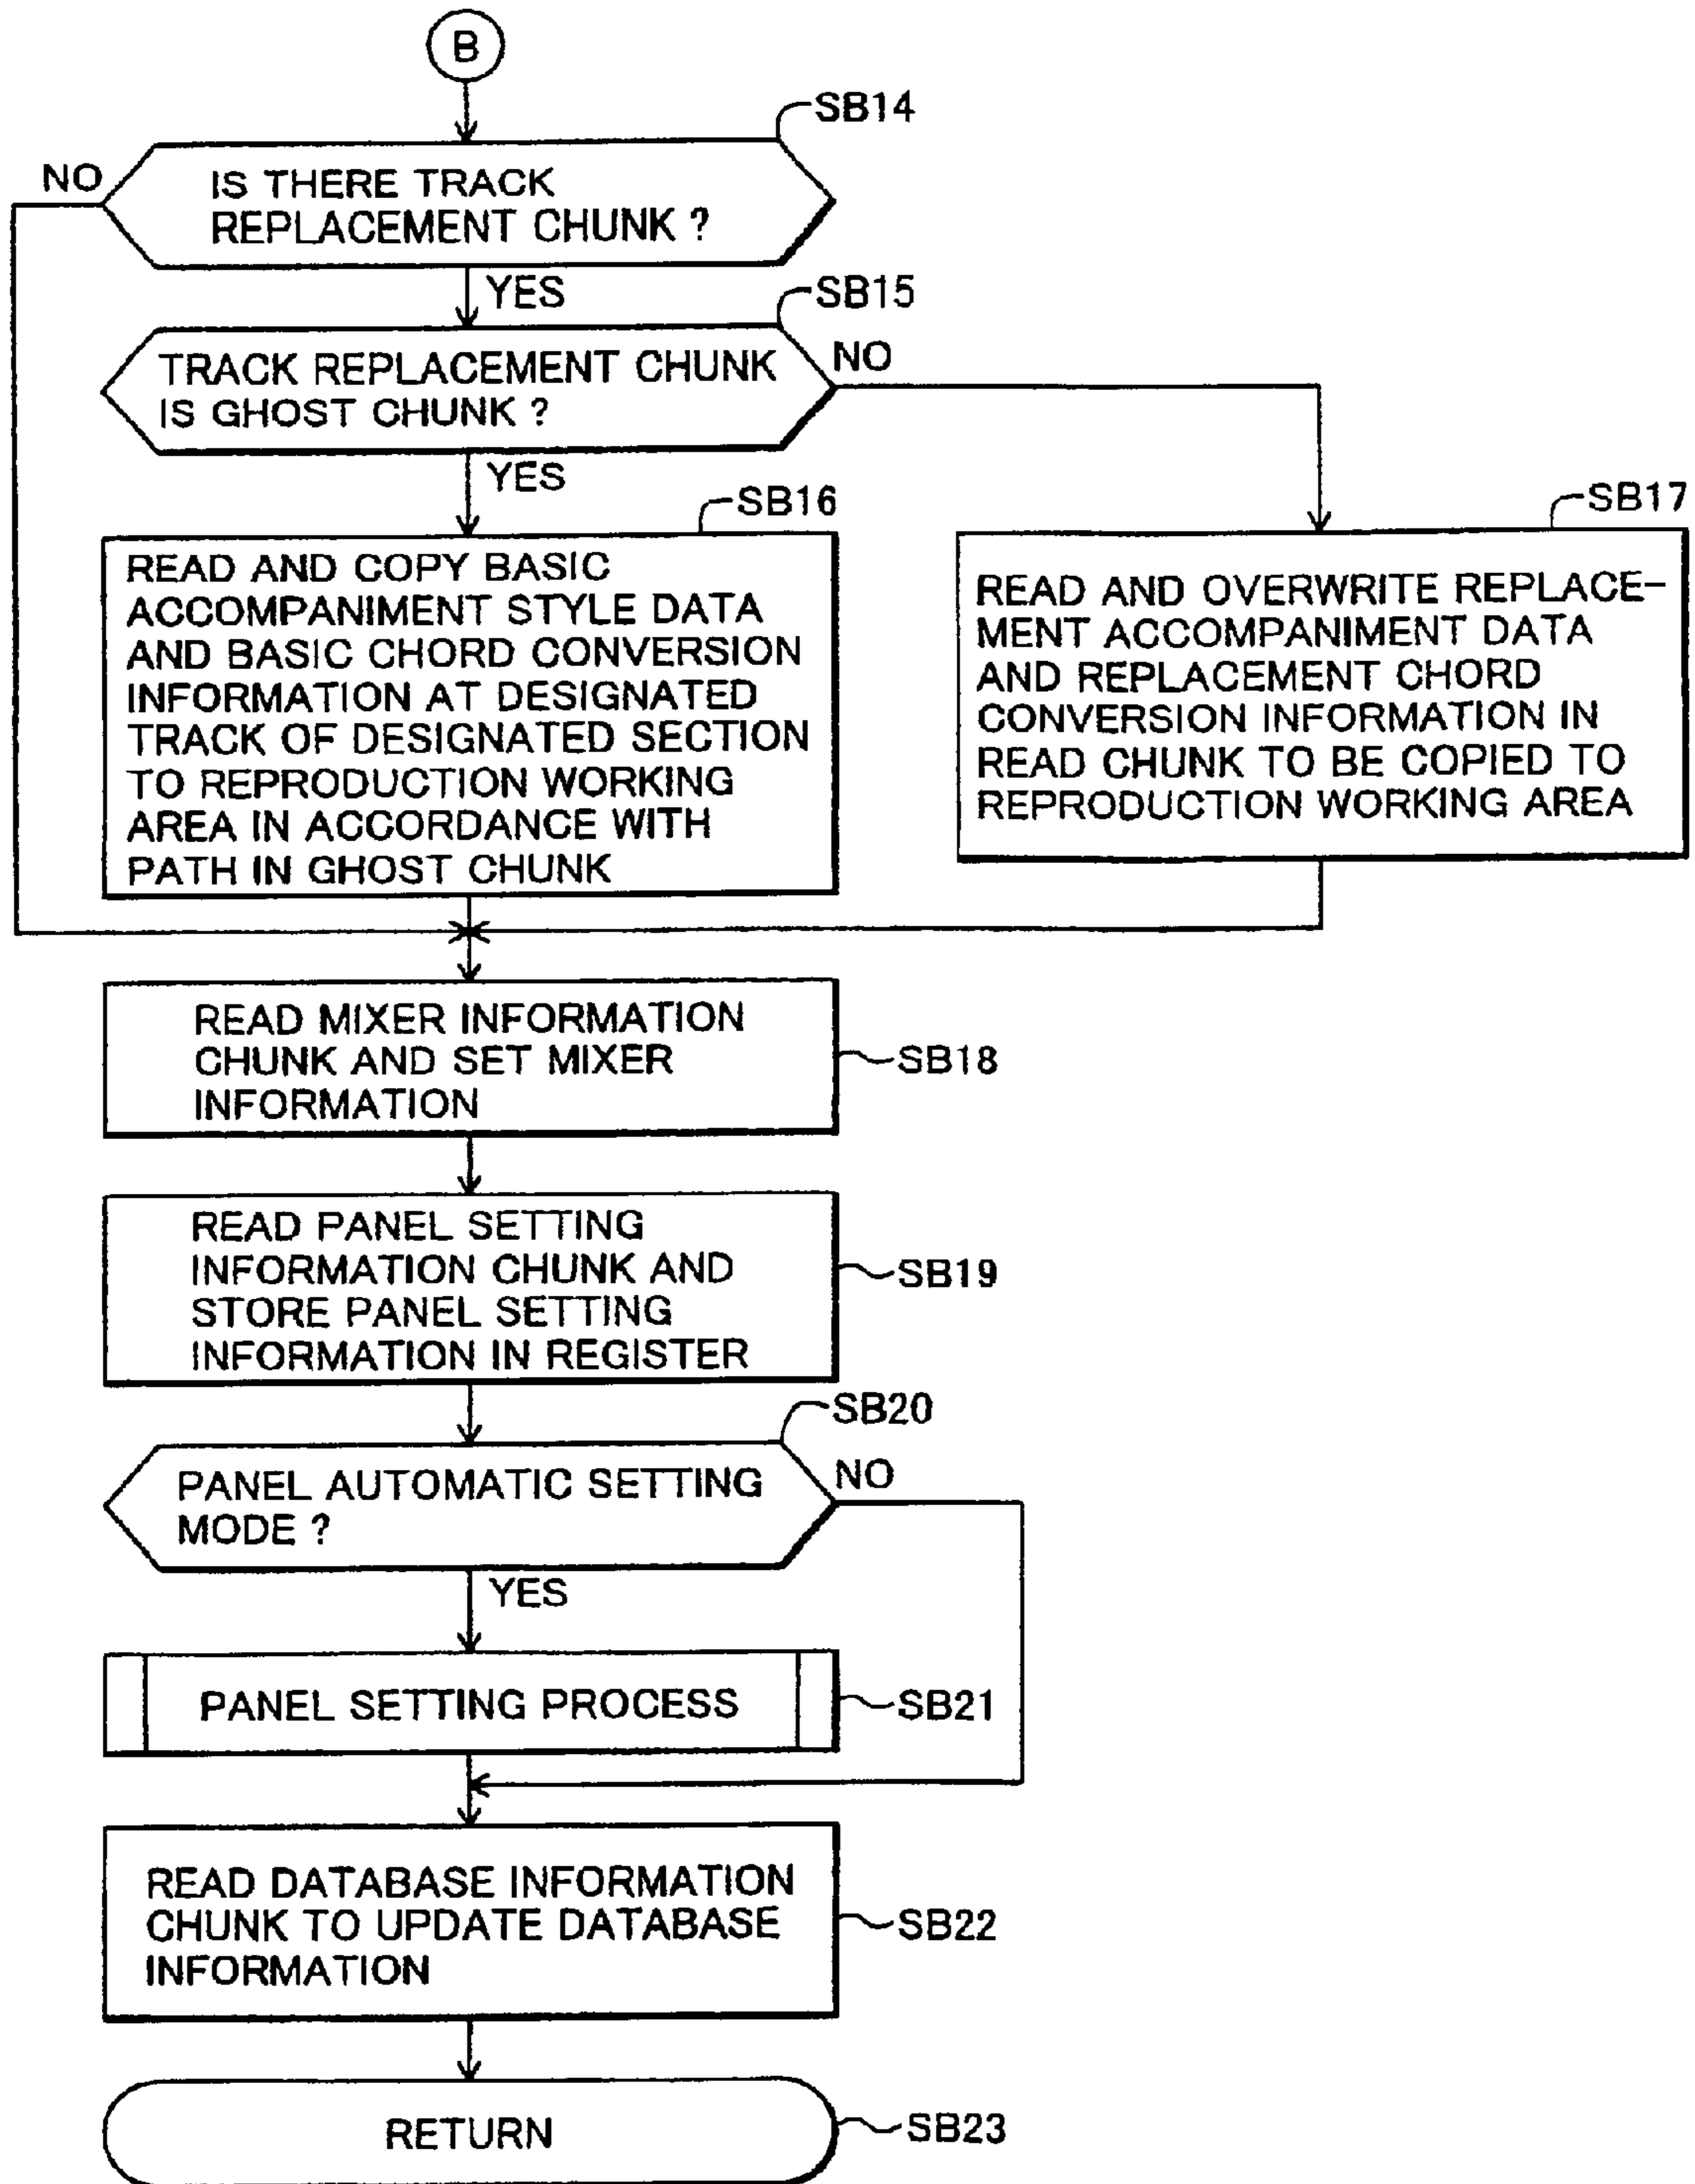 B
SB14
NO
IS THERE TRACK
REPLACEMENT CHUNK ?
YES
SB15
TRACK REPLACEMENT CHUNK
IS GHOST CHUNK ?
NO
YES
SB16
READ AND COPY BASIC
ACCOMPANIMENT STYLE DATA
AND BASIC CHORD CONVERSION
INFORMATION AT DESIGNATED
TRACK OF DESIGNATED SECTION
TO REPRODUCTION WORKING
AREA IN ACCORDANCE WITH
PATH IN GHOST CHUNK
SB17
READ AND OVERWRITE REPLACE-
MENT ACCOMPANIMENT DATA
AND REPLACEMENT CHORD
CONVERSION INFORMATION IN
READ CHUNK TO BE COPIED TO
REPRODUCTION WORKING AREA
READ MIXER INFORMATION
CHUNK AND SET MIXER
INFORMATION
SB18
READ PANEL SETTING
INFORMATION CHUNK AND
STORE PANEL SETTING
INFORMATION IN REGISTER
SB19
SB20
PANEL AUTOMATIC SETTING
MODE ?
NO
YES
PANEL SETTING PROCESS
SB21
READ DATABASE INFORMATION
CHUNK TO UPDATE DATABASE
INFORMATION
SB22
RETURN
SB23